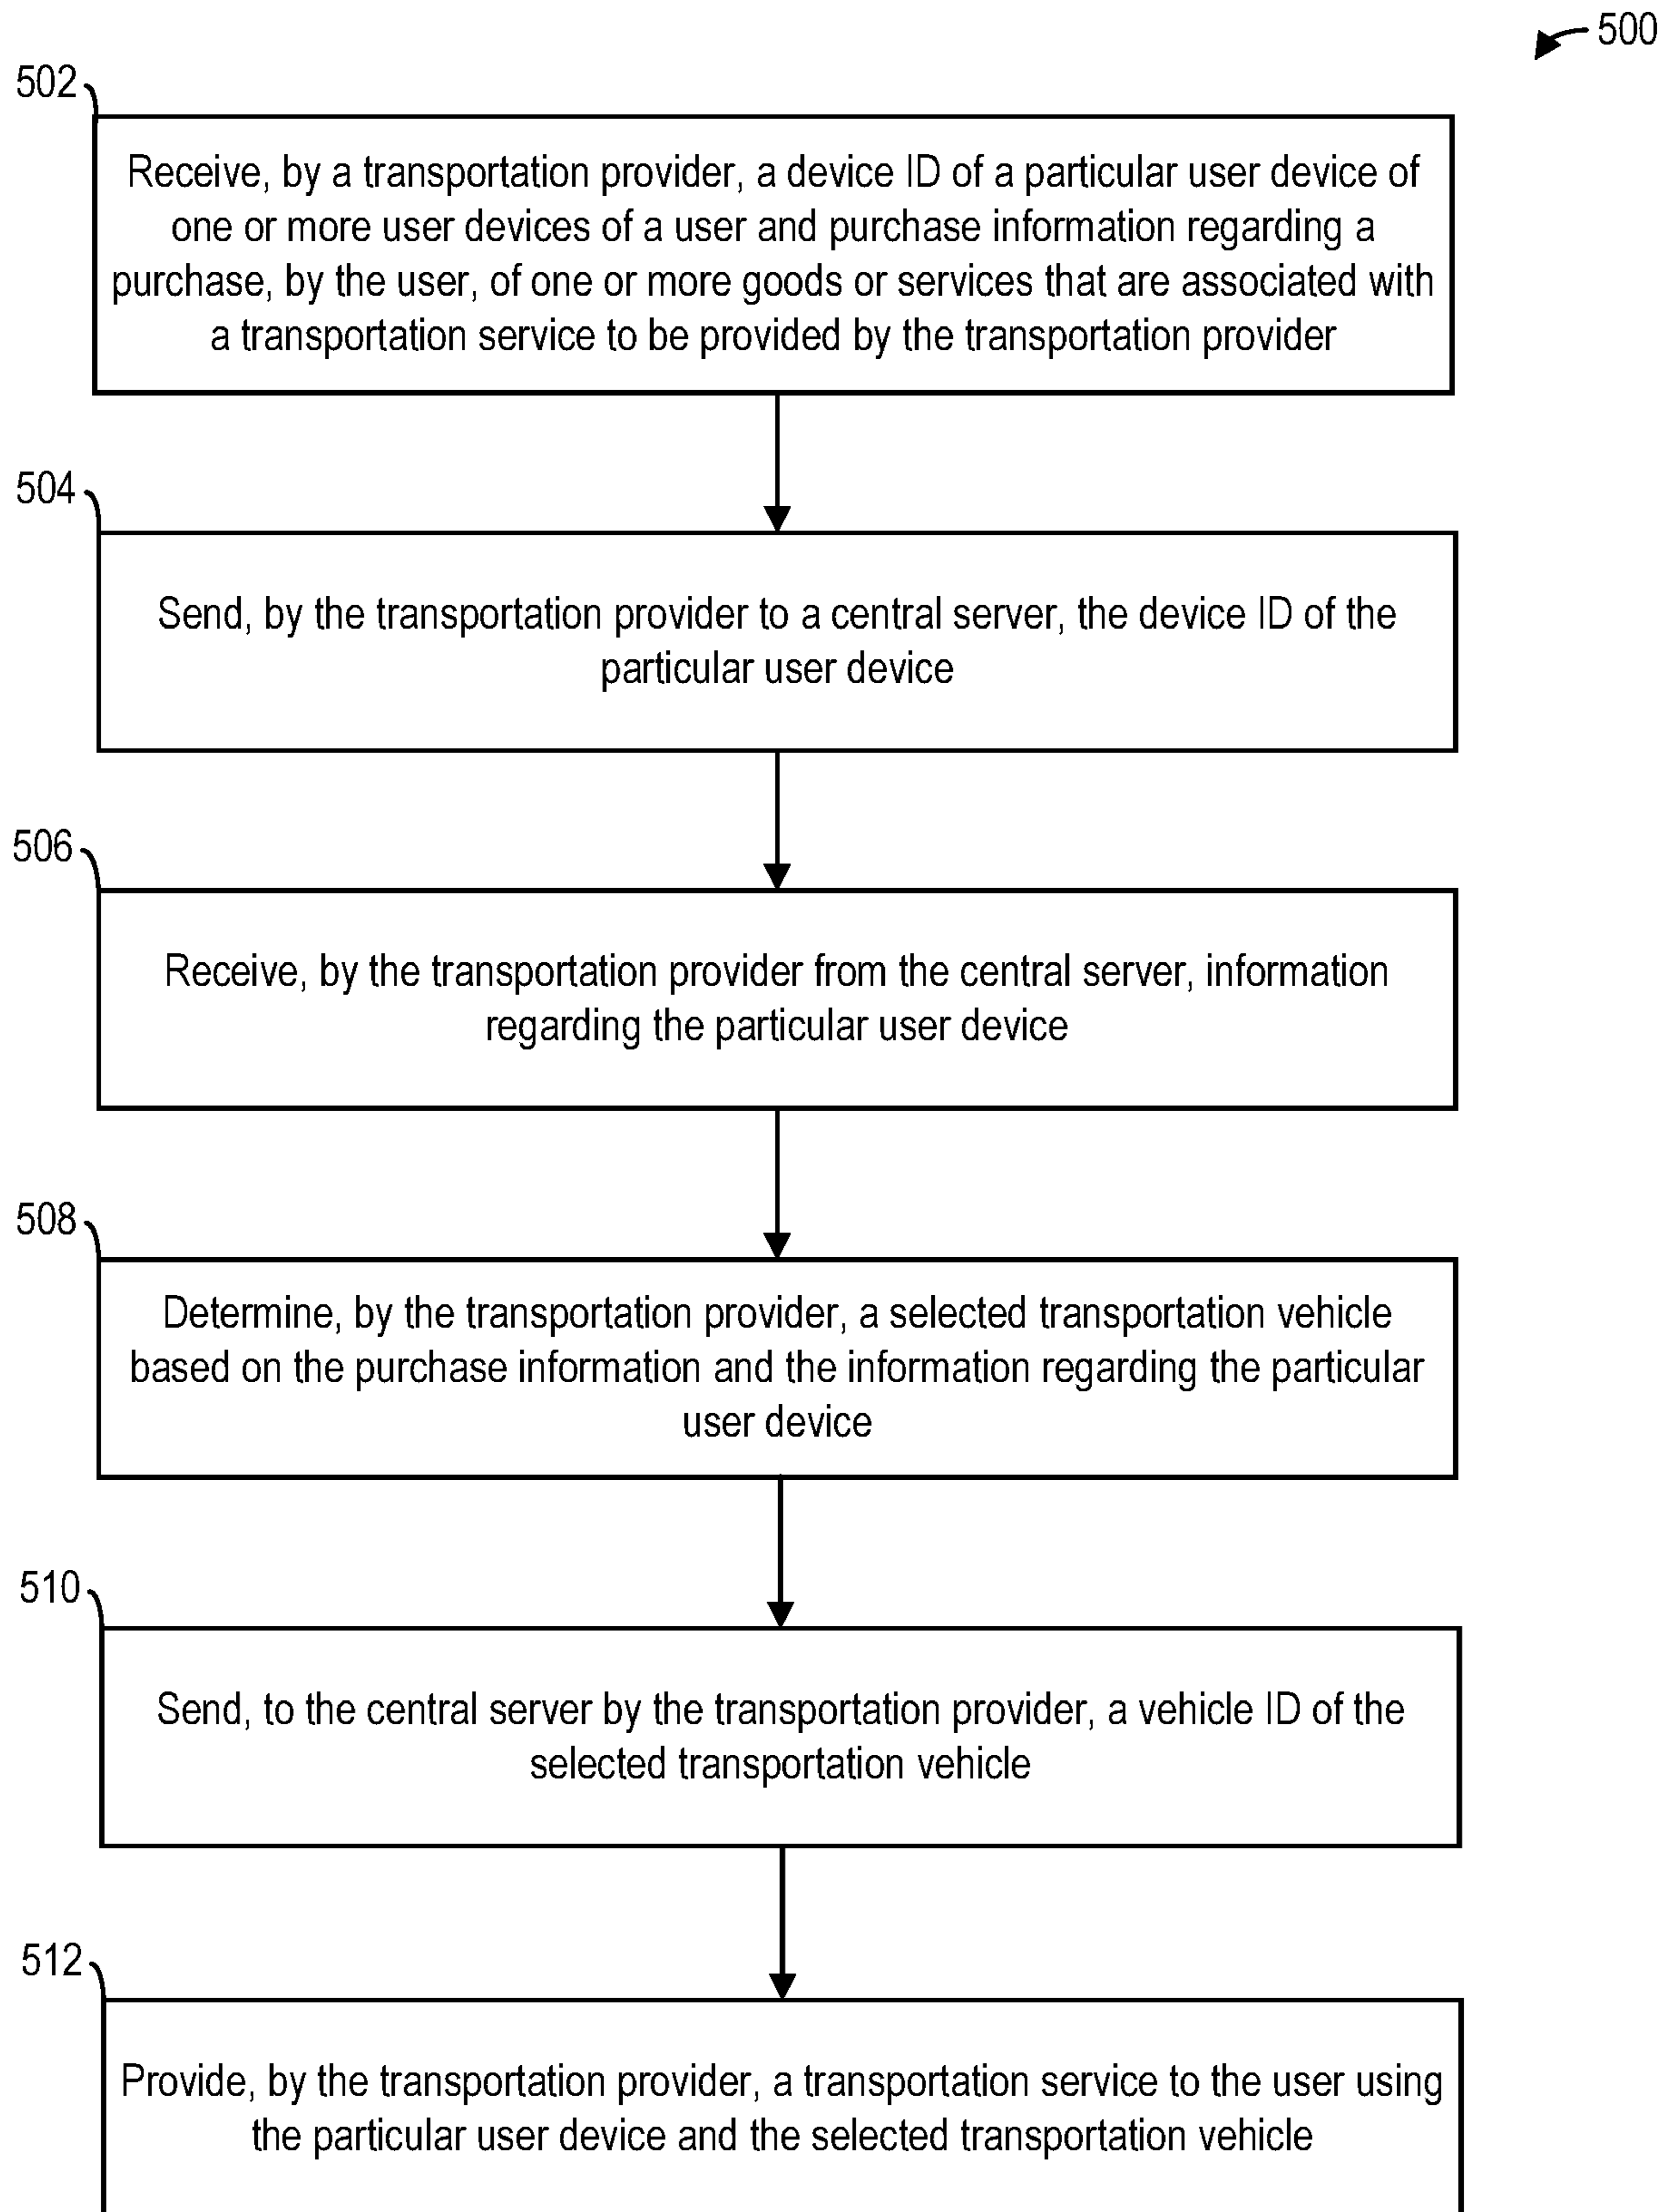 500
502
Receive, by a transportation provider, a device ID of a particular user device of
one or more user devices of a user and purchase information regarding a
purchase, by the user, of one or more goods or services that are associated with
a transportation service to be provided by the transportation provider
504
Send, by the transportation provider to a central server, the device ID of the
particular user device
506
Receive, by the transportation provider from the central server, information
regarding the particular user device
508
Determine, by the transportation provider, a selected transportation vehicle
based on the purchase information and the information regarding the particular
user device
510
Send, to the central server by the transportation provider, a vehicle ID of the
selected transportation vehicle
512
Provide, by the transportation provider, a transportation service to the user using
the particular user device and the selected transportation vehicle